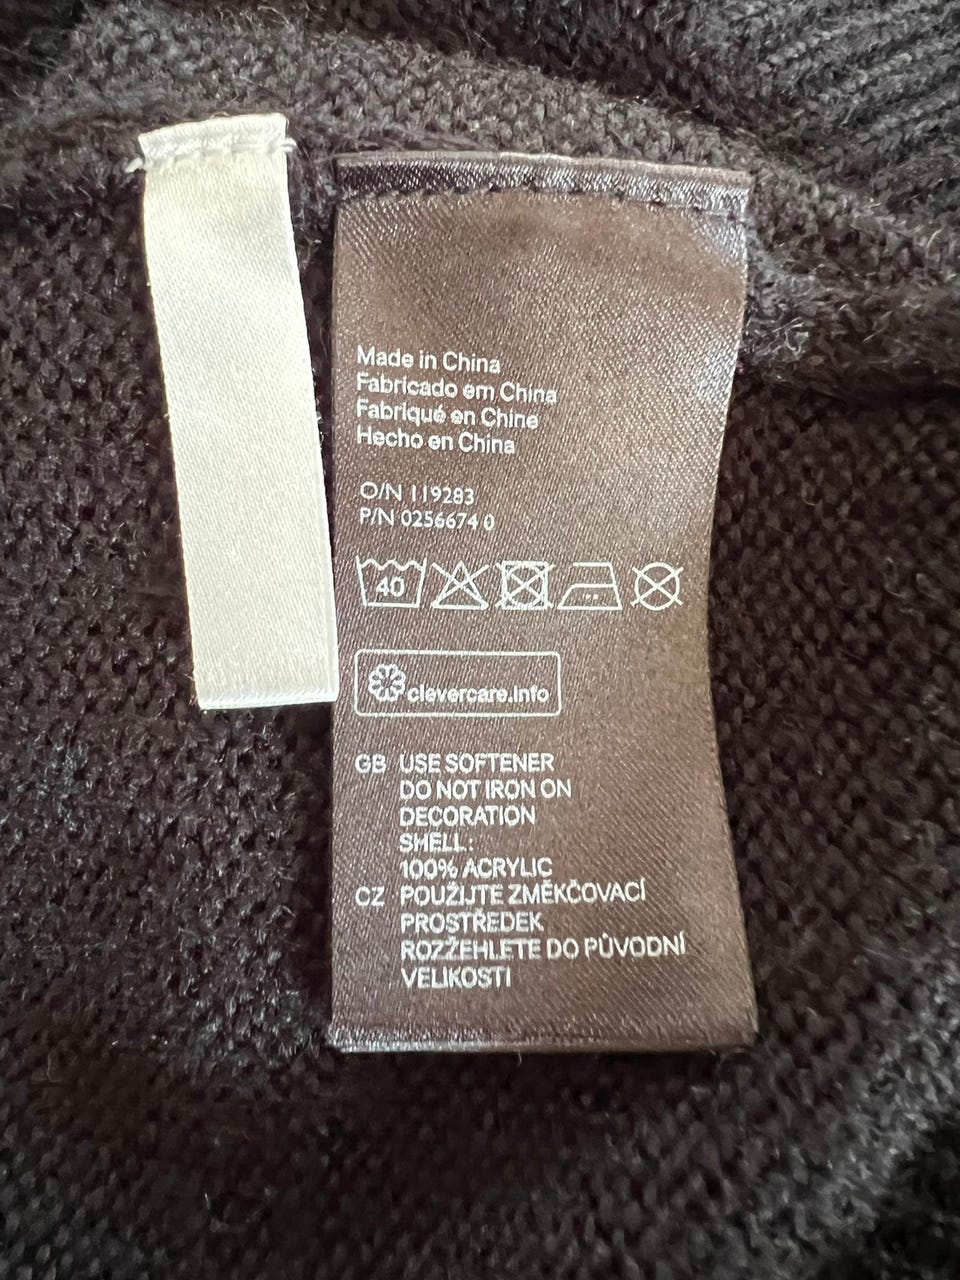 Made in China
Fabricado em China
Fabriqué en Chine
Hecho en China
O/N 119283
P/N 0256674 0
40
clevercare.info
GB USE SOFTENER
DO NOT IRON ON
DECORATION
SHELL:
100% ACRYLIC
CZ POUŽIJTE ZMĚKČOVACÍ
PROSTŘEDEK
ROZŽEHLETE DO PŮVODNÍ
VELIKOSTI